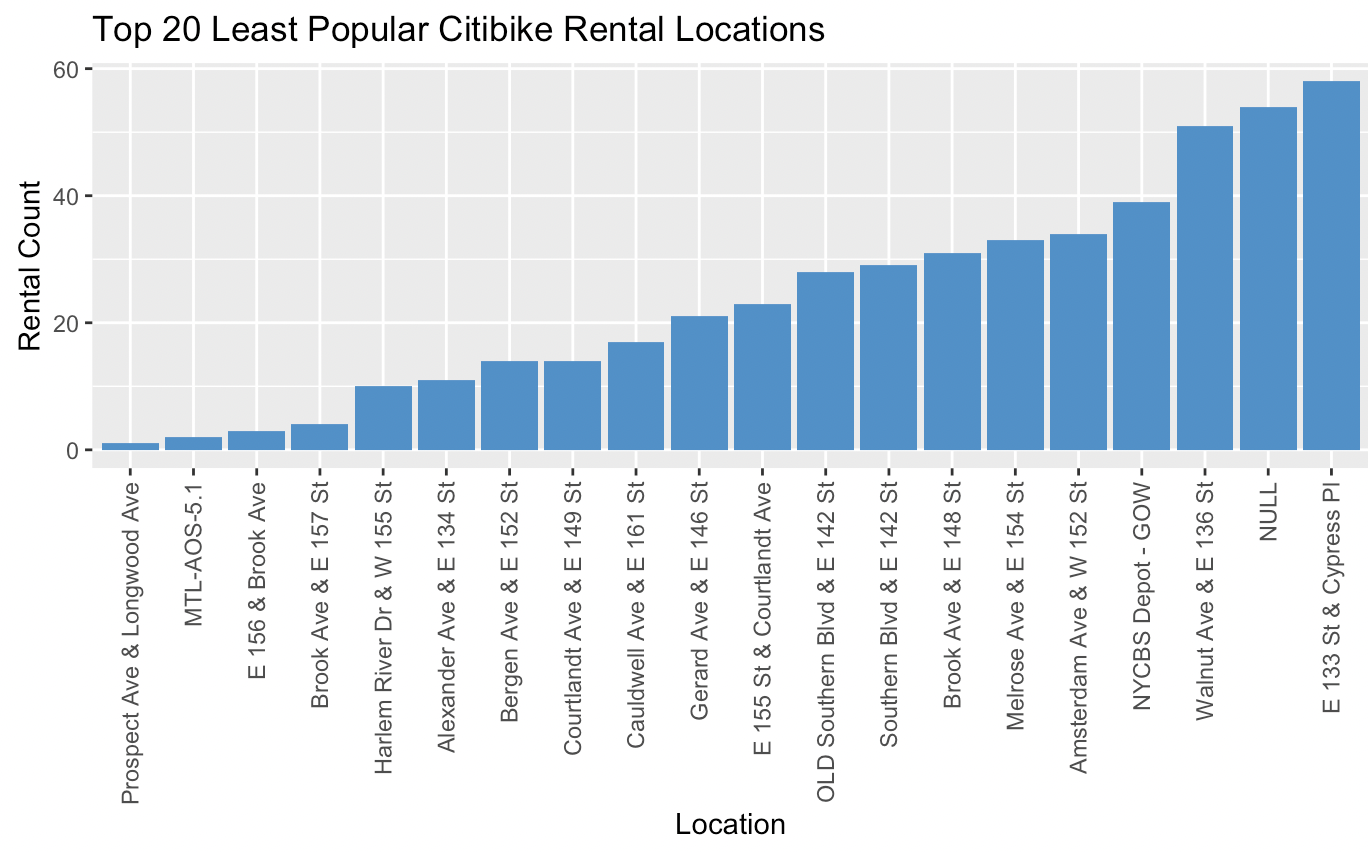 Top 20 Least Popular Citibike Rental Locations
Rental Count
60
40
20
0
Prospect Ave & Longwood Ave
MTL-AOS-5.1
E 156 & Brook Ave
Brook Ave & E 157 St
Harlem River Dr & W 155 St
Alexander Ave & E 134 St
Bergen Ave & E 152 St
Courtlandt Ave & E 149 St
Cauldwell Ave & E 161 St
Gerard Ave & E 146 St
E 155 St & Courtlandt Ave
OLD Southern Blvd & E 142 St
Southern Blvd & E 142 St
Brook Ave & E 148 St
Melrose Ave & E 154 St
Amsterdam Ave & W 152 St
NYCBS Depot - GOW
Walnut Ave & E 136 St
NULL
E 133 St & Cypress Pl
Location